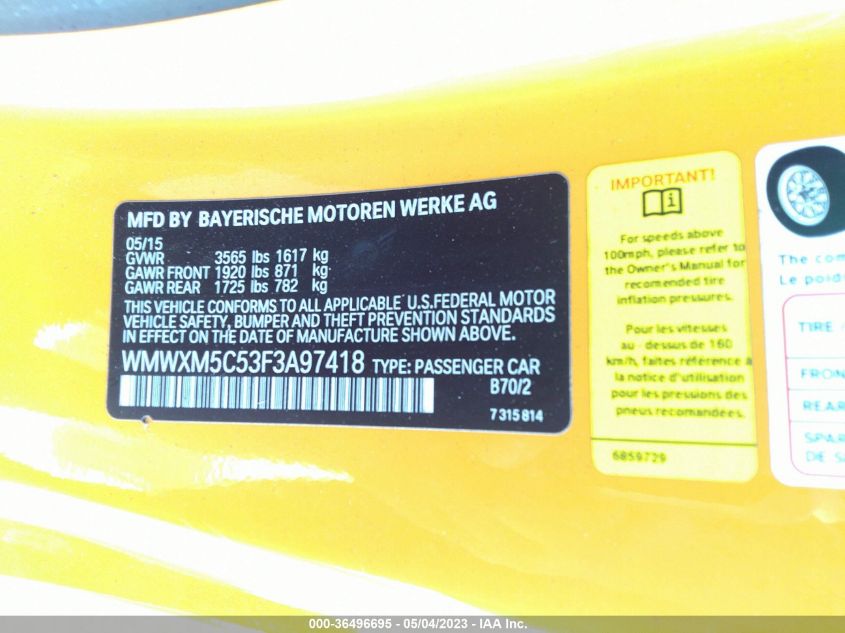 MFD BY BAYERISCHE MOTOREN WERKE AG
05/15
GVWR 3565 lbs 1617 kg
GAWR FRONT 1920 lbs 871 kg
GAWR REAR 1725 lbs 782 kg
THIS VEHICLE CONFORMS TO ALL APPLICABLE U.S.FEDERAL MOTOR
VEHICLE SAFETY, BUMPER AND THEFT PREVENTION STANDARDS
IN EFFECT ON THE DATE OF MANUFACTURE SHOWN ABOVE.
WMWXM5C53F3A97418 TYPE: PASSENGER CAR
B70/2
7 315 814
IMPORTANT!
For speeds above
100mph, please refer to
the Owner's Manual for
recomended tire
inflation pressures.
Pour les vitesses
au - dessus de 160
km/h, faites référence à
pour les pressions des
pneus recomandées.
6859729
The com
Le poid
TIRE
FRON
REAR
SPAR
DE S
000-36496695 - 05/04/2023 - IAA Inc.